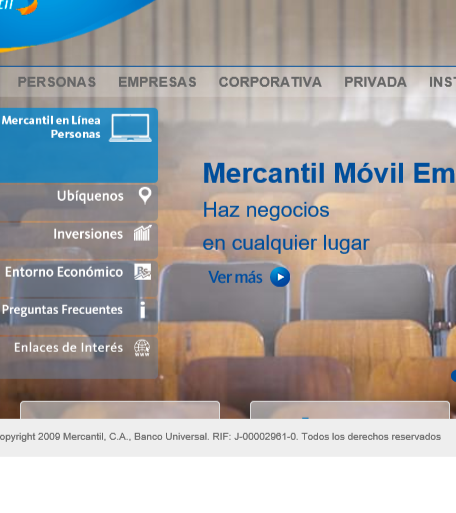 PERSONAS EMPRESAS CORPORATIVA PRIVADA
Mercantil en Línea
Personas
Ubíquenos
Inversiones
Entorno Económico
Preguntas Frecuentes
Enlaces de Interés
Mercantil Móvil Em
Haz negocios
en cualquier lugar
Ver más
opyright 2009 Mercantil, C.A., Banco Universal. RIF: J-00002961-0. Todos los derechos reservados